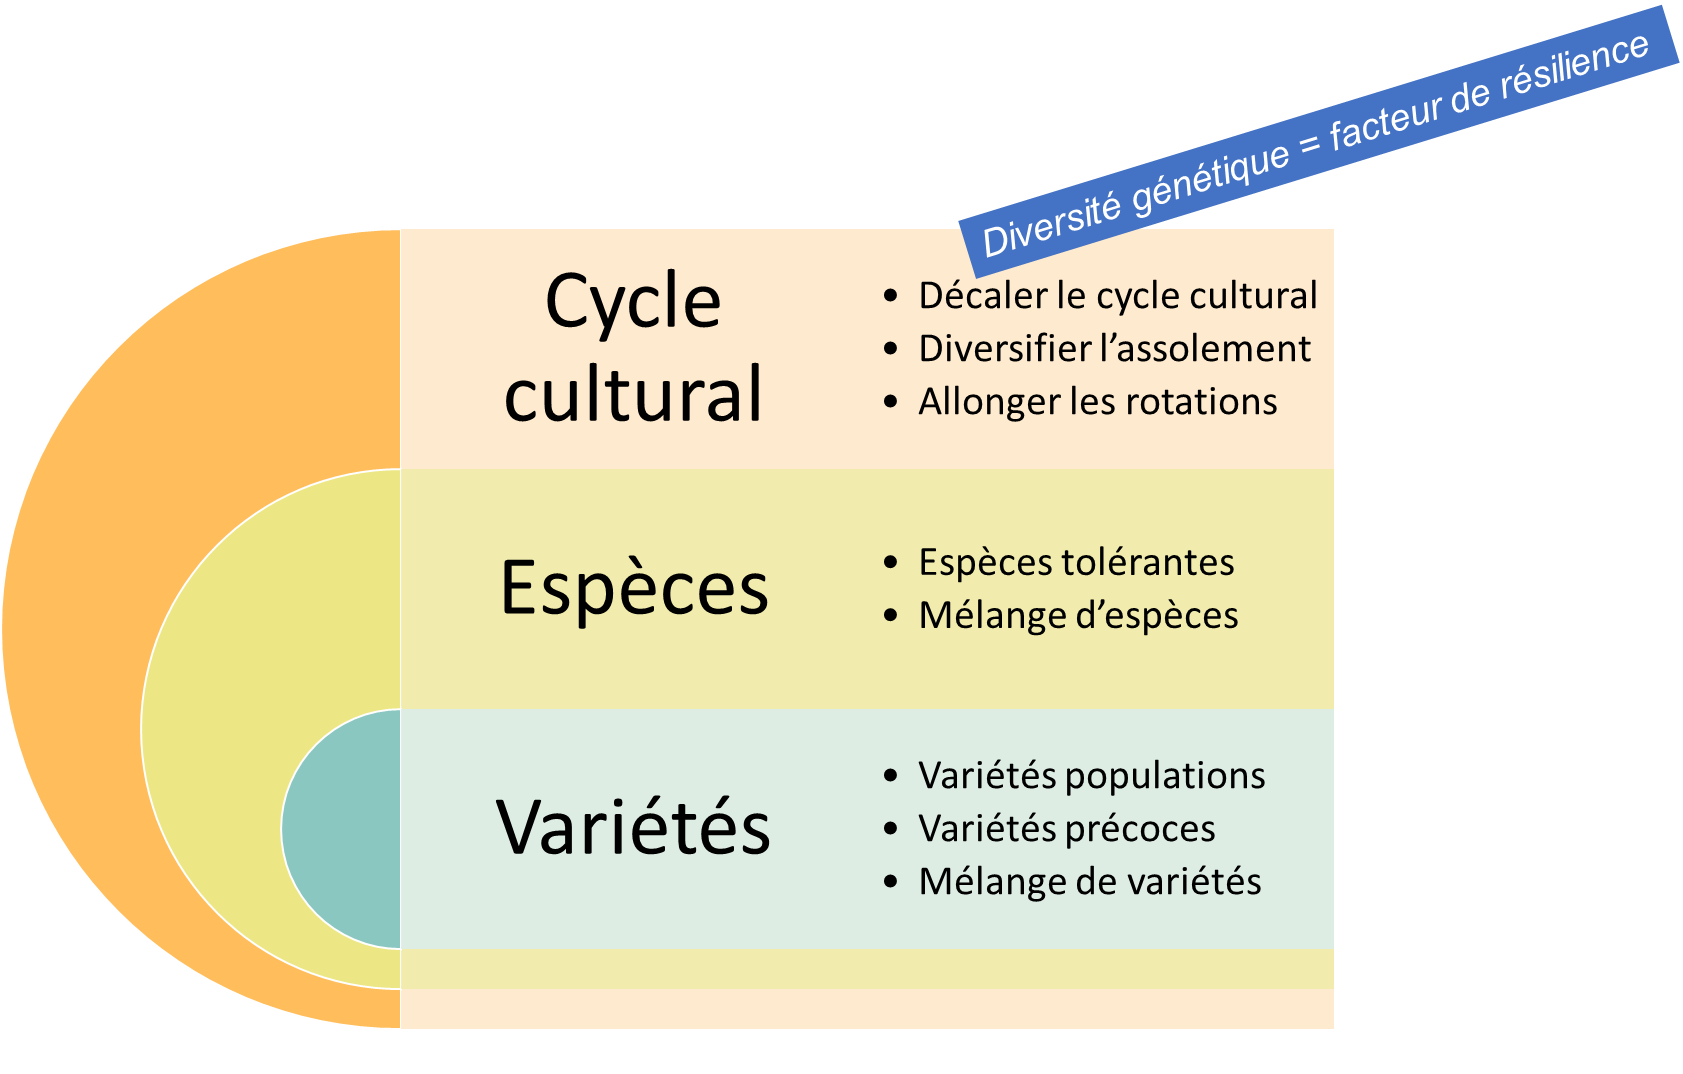 Diversité génétique = facteur de résilience
Cycle
cultural
• Décaler le cycle cultural
• Diversifier l’assolement
• Allonger les rotations
Espèces
• Espèces tolérantes
• Mélange d’espèces
Variétés
• Variétés populations
• Variétés précoces
• Mélange de variétés